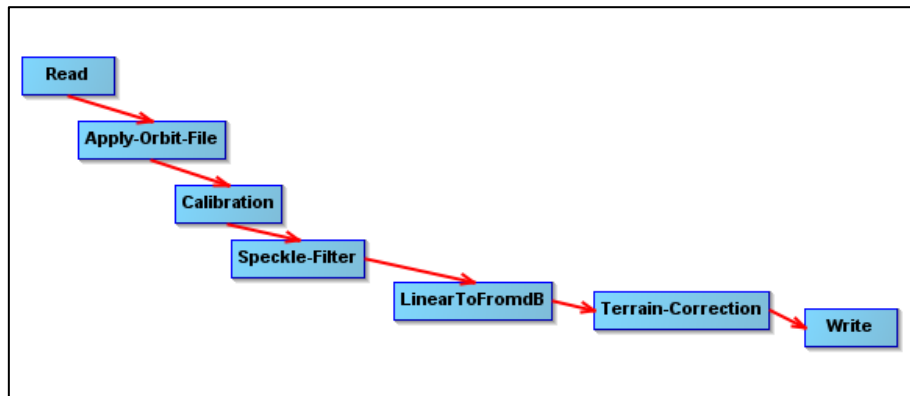 Read
Apply-Orbit-File
Calibration
Speckle-Filter
LinearToFromdB
Terrain-Correction
Write